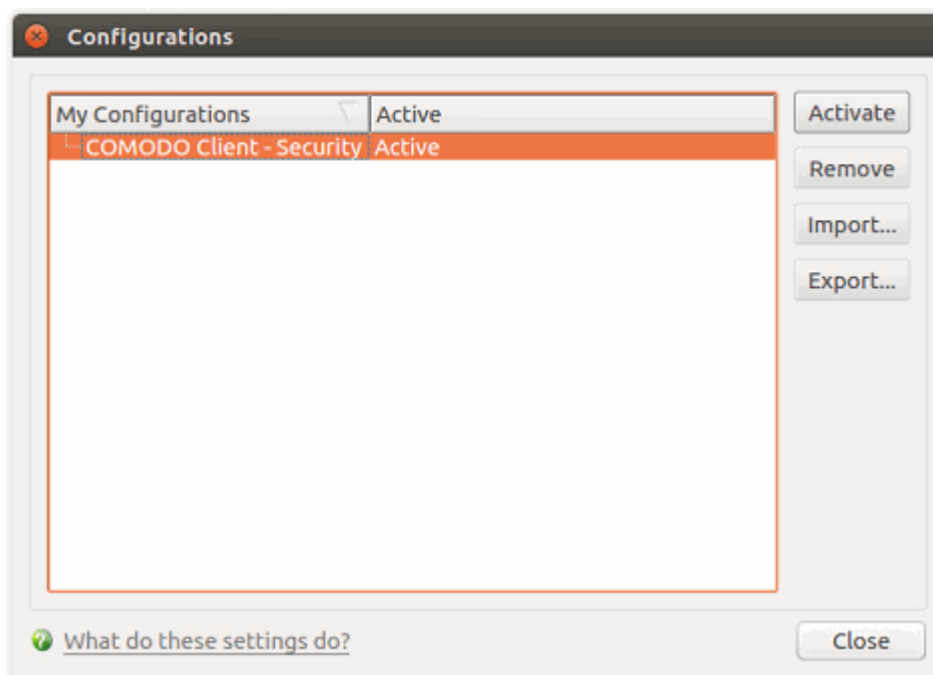 Configurations
My Configurations Active
COMODO Client - Security Active
Activate
Remove
Import...
Export...
What do these settings do?
Close